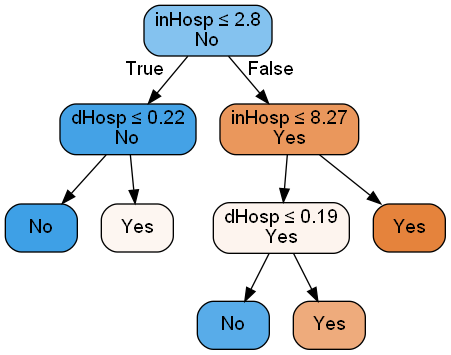 inHosp ≤ 2.8
No
True
False
dHosp ≤ 0.22
No
inHosp ≤ 8.27
Yes
No
Yes
dHosp ≤ 0.19
Yes
Yes
No
Yes